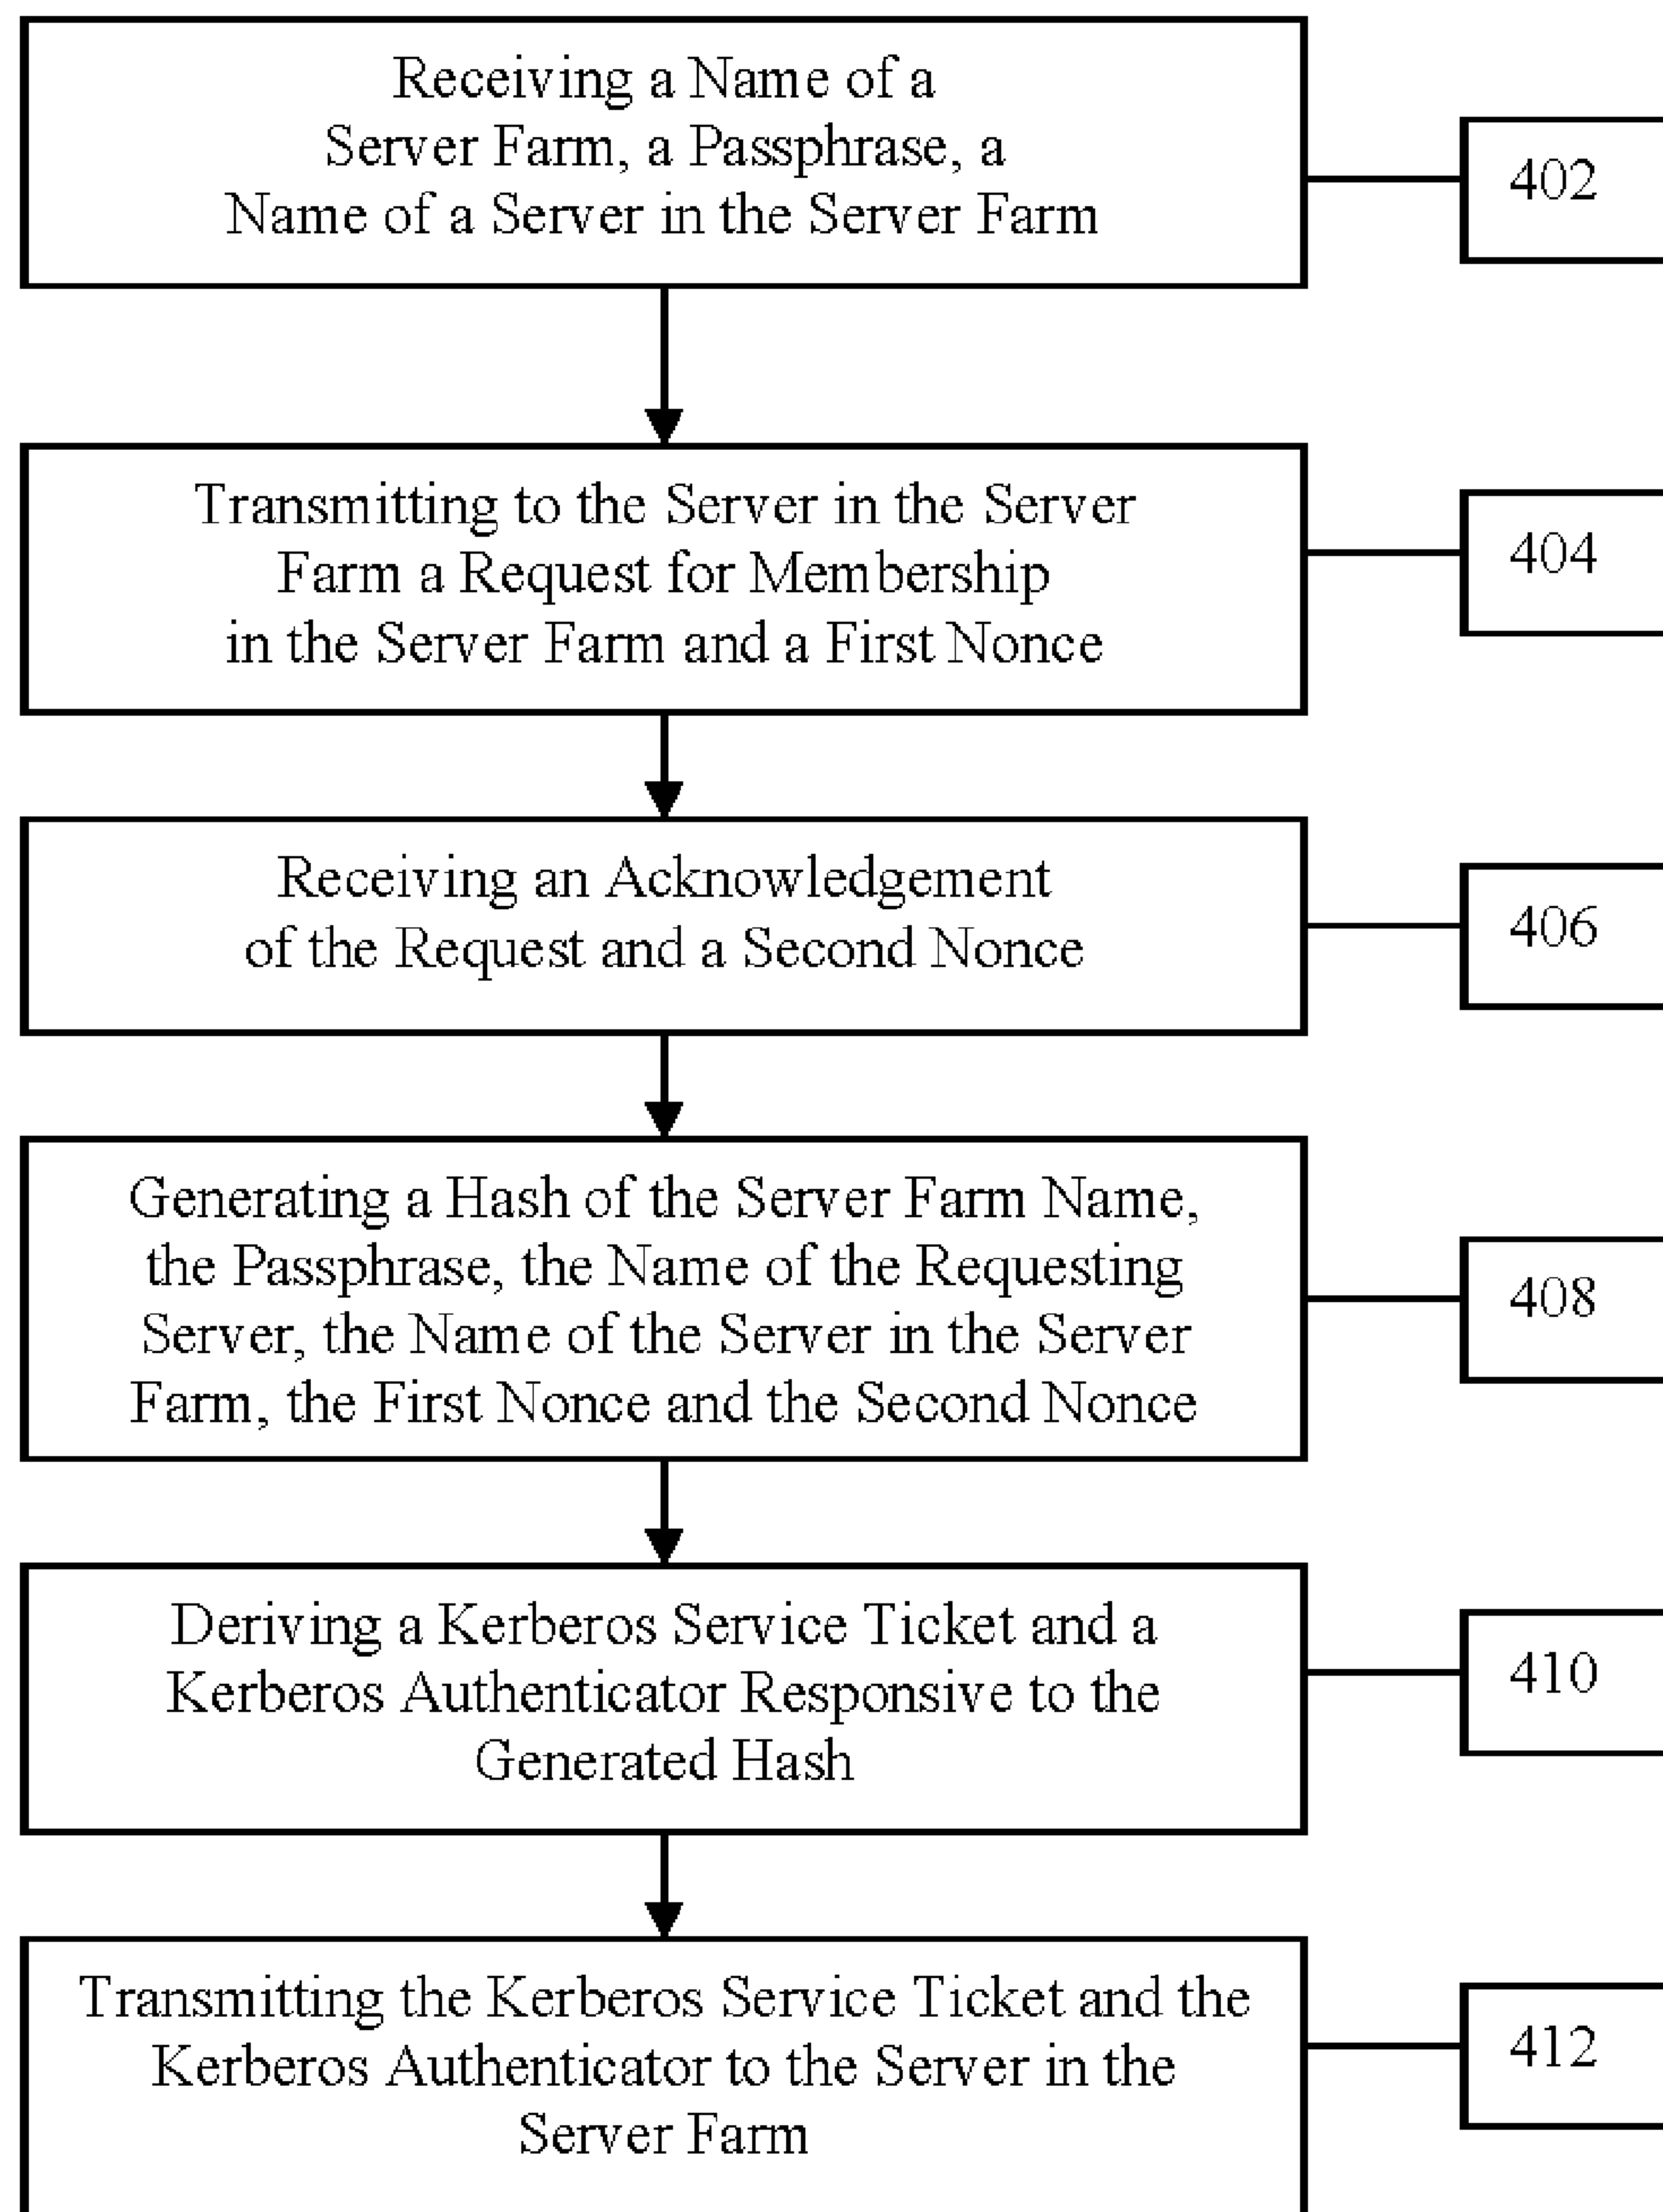 Receiving a Name of a
Server Farm, a Passphrase, a
Name of a Server in the Server Farm
402
Transmitting to the Server in the Server
Farm a Request for Membership
in the Server Farm and a First Nonce
404
Receiving an Acknowledgement
of the Request and a Second Nonce
406
Generating a Hash of the Server Farm Name,
the Passphrase, the Name of the Requesting
Server, the Name of the Server in the Server
Farm, the First Nonce and the Second Nonce
408
Deriving a Kerberos Service Ticket and a
Kerberos Authenticator Responsive to the
Generated Hash
410
Transmitting the Kerberos Service Ticket and the
Kerberos Authenticator to the Server in the
Server Farm
412